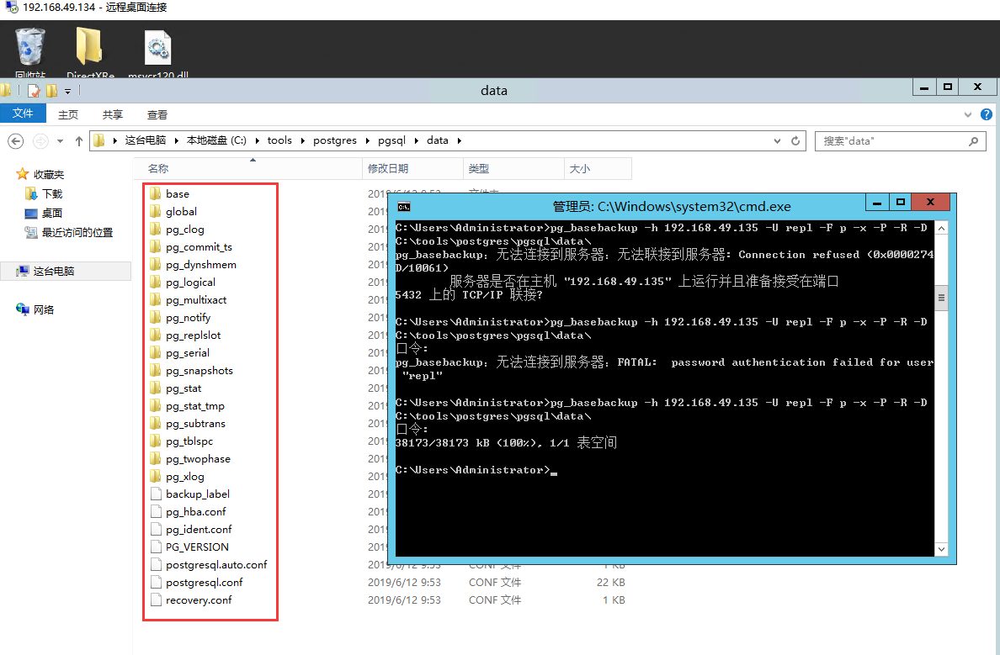 192.168.49.134 - 远程桌面连接
回收站
DirectXRe
msvcr120.dll
data
文件
主页
共享
查看
这台电脑
本地磁盘 (C:)
tools
postgres
pgsql
data
搜索"data"
收藏夹
下载
桌面
最近访问的位置
这台电脑
网络
名称
修改日期
类型
大小
base
2019/6/12 9:53
文件夹
global
2019
pg_clog
2019
pg_commit_ts
2019
pg_dynshmem
2019
pg_logical
2019
pg_multixact
2019
pg_notify
2019
pg_replslot
2019
pg_serial
2019
pg_snapshots
2019
pg_stat
2019
pg_stat_tmp
2019
pg_subtrans
2019
pg_tblspc
2019
pg_twophase
2019
pg_xlog
2019
backup_label
2019
pg_hba.conf
2019
pg_ident.conf
2019
PG_VERSION
2019
postgresql.auto.conf
2019/6/12 9:53
CONF 文件
1 KB
postgresql.conf
2019/6/12 9:53
CONF 文件
22 KB
recovery.conf
2019/6/12 9:53
CONF 文件
1 KB
管理员: C:\Windows\system32\cmd.exe
C:\Users\Administrator>pg_basebackup -h 192.168.49.135 -U repl -F p -x -P -R -D
C:\tools\postgres\pgsql\data\
pg_basebackup: 无法连接到服务器: 无法联接到服务器: Connection refused (0x0000274
D/10061)
服务器是否在主机 "192.168.49.135" 上运行并且准备接受在端口
5432 上的 TCP/IP 联接?
C:\Users\Administrator>pg_basebackup -h 192.168.49.135 -U repl -F p -x -P -R -D
C:\tools\postgres\pgsql\data\
口令:
pg_basebackup: 无法连接到服务器: FATAL:  password authentication failed for user
"repl"
C:\Users\Administrator>pg_basebackup -h 192.168.49.135 -U repl -F p -x -P -R -D
C:\tools\postgres\pgsql\data\
口令:
38173/38173 kB (100%), 1/1 表空间
C:\Users\Administrator>